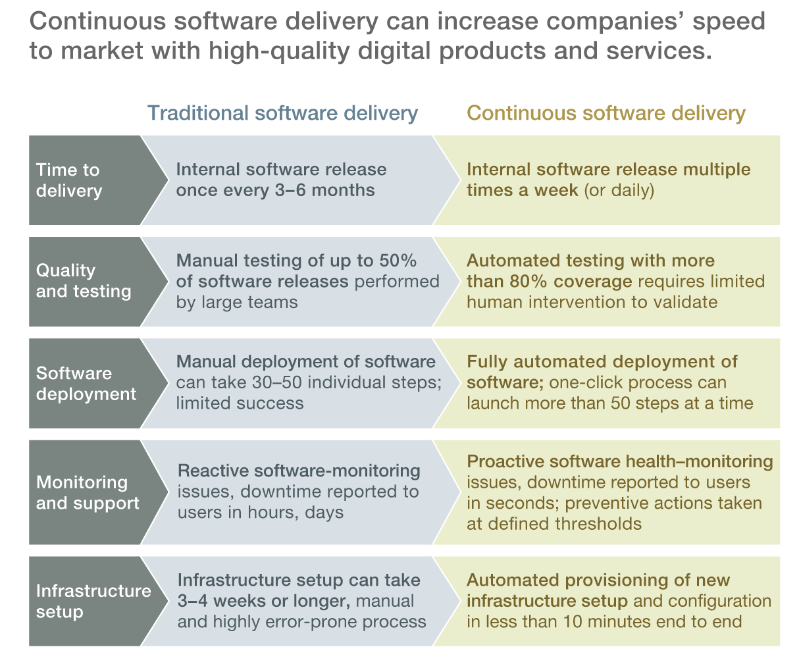 Continuous software delivery can increase companies’ speed
to market with high-quality digital products and services.
Traditional software delivery
Continuous software delivery
Time to
delivery
Internal software release
once every 3–6 months
Internal software release multiple
times a week (or daily)
Quality
and testing
Manual testing of up to 50%
of software releases performed
by large teams
Automated testing with more
than 80% coverage requires limited
human intervention to validate
Software
deployment
Manual deployment of software
can take 30–50 individual steps;
limited success
Fully automated deployment of
software; one-click process can
launch more than 50 steps at a time
Monitoring
and support
Reactive software-monitoring
issues, downtime reported to
users in hours, days
Proactive software health–monitoring
issues, downtime reported to users
in seconds; preventive actions taken
at defined thresholds
Infrastructure
setup
Infrastructure setup can take
3–4 weeks or longer, manual
and highly error-prone process
Automated provisioning of new
infrastructure setup and configuration
in less than 10 minutes end to end